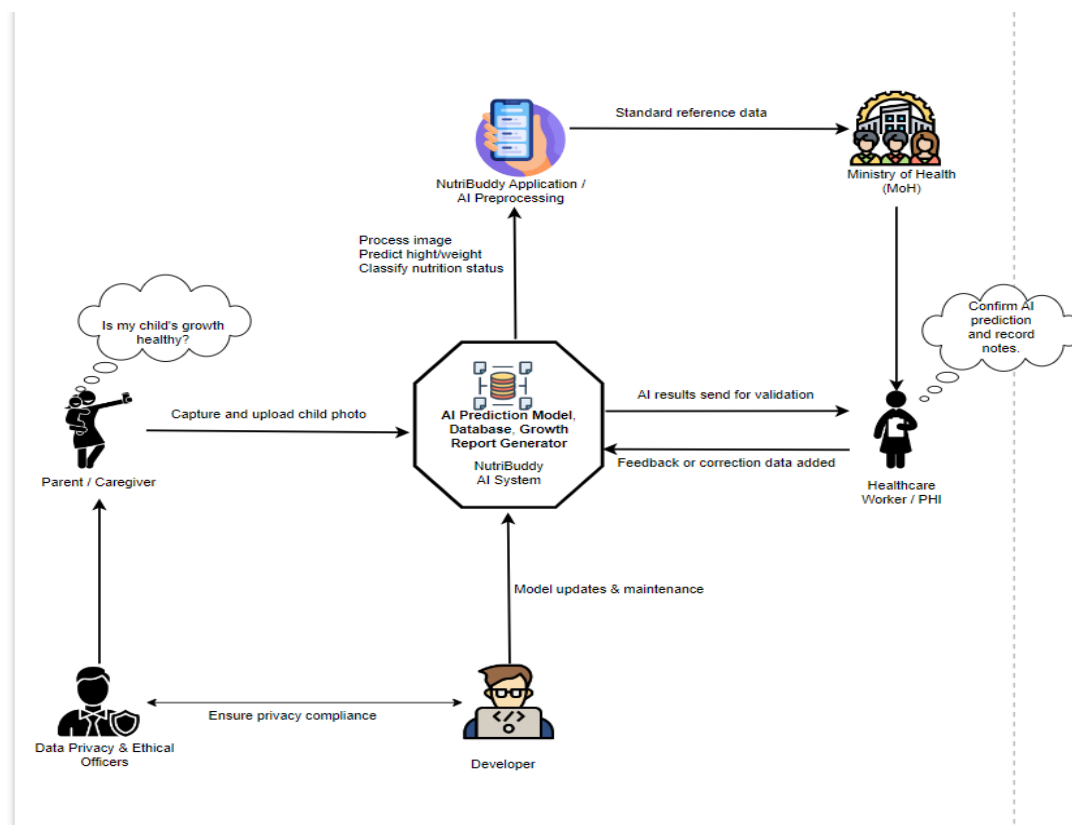 Standard reference data
NutriBuddy Application /
AI Preprocessing
Ministry of Health
(MoH)
Process image
Predict hight/weight
Classify nutrition status
Is my child's growth
healthy?
Confirm AI
prediction
and record
notes.
Capture and upload child photo
AI Prediction Model,
Database, Growth
Report Generator
NutriBuddy
AI System
AI results send for validation
Feedback or correction data added
Parent / Caregiver
Healthcare
Worker / PHI
Model updates & maintenance
Ensure privacy compliance
Data Privacy & Ethical
Officers
Developer